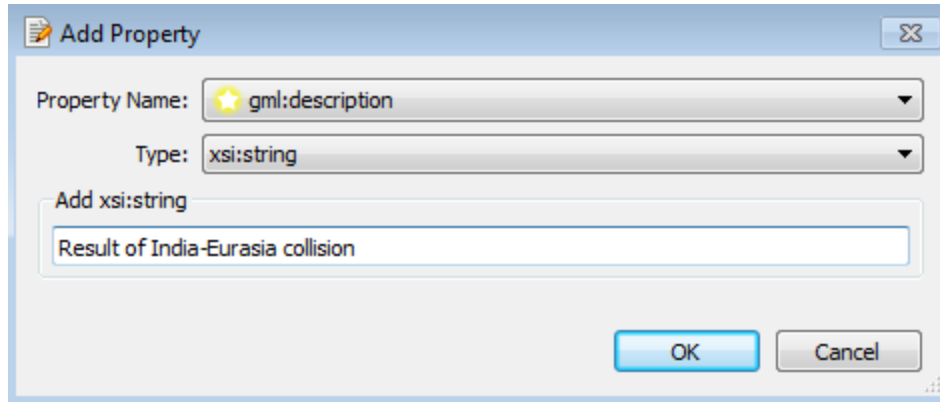 Add Property
Property Name: gml:description
Type: xsi:string
Add xsi:string
Result of India-Eurasia collision
OK Cancel